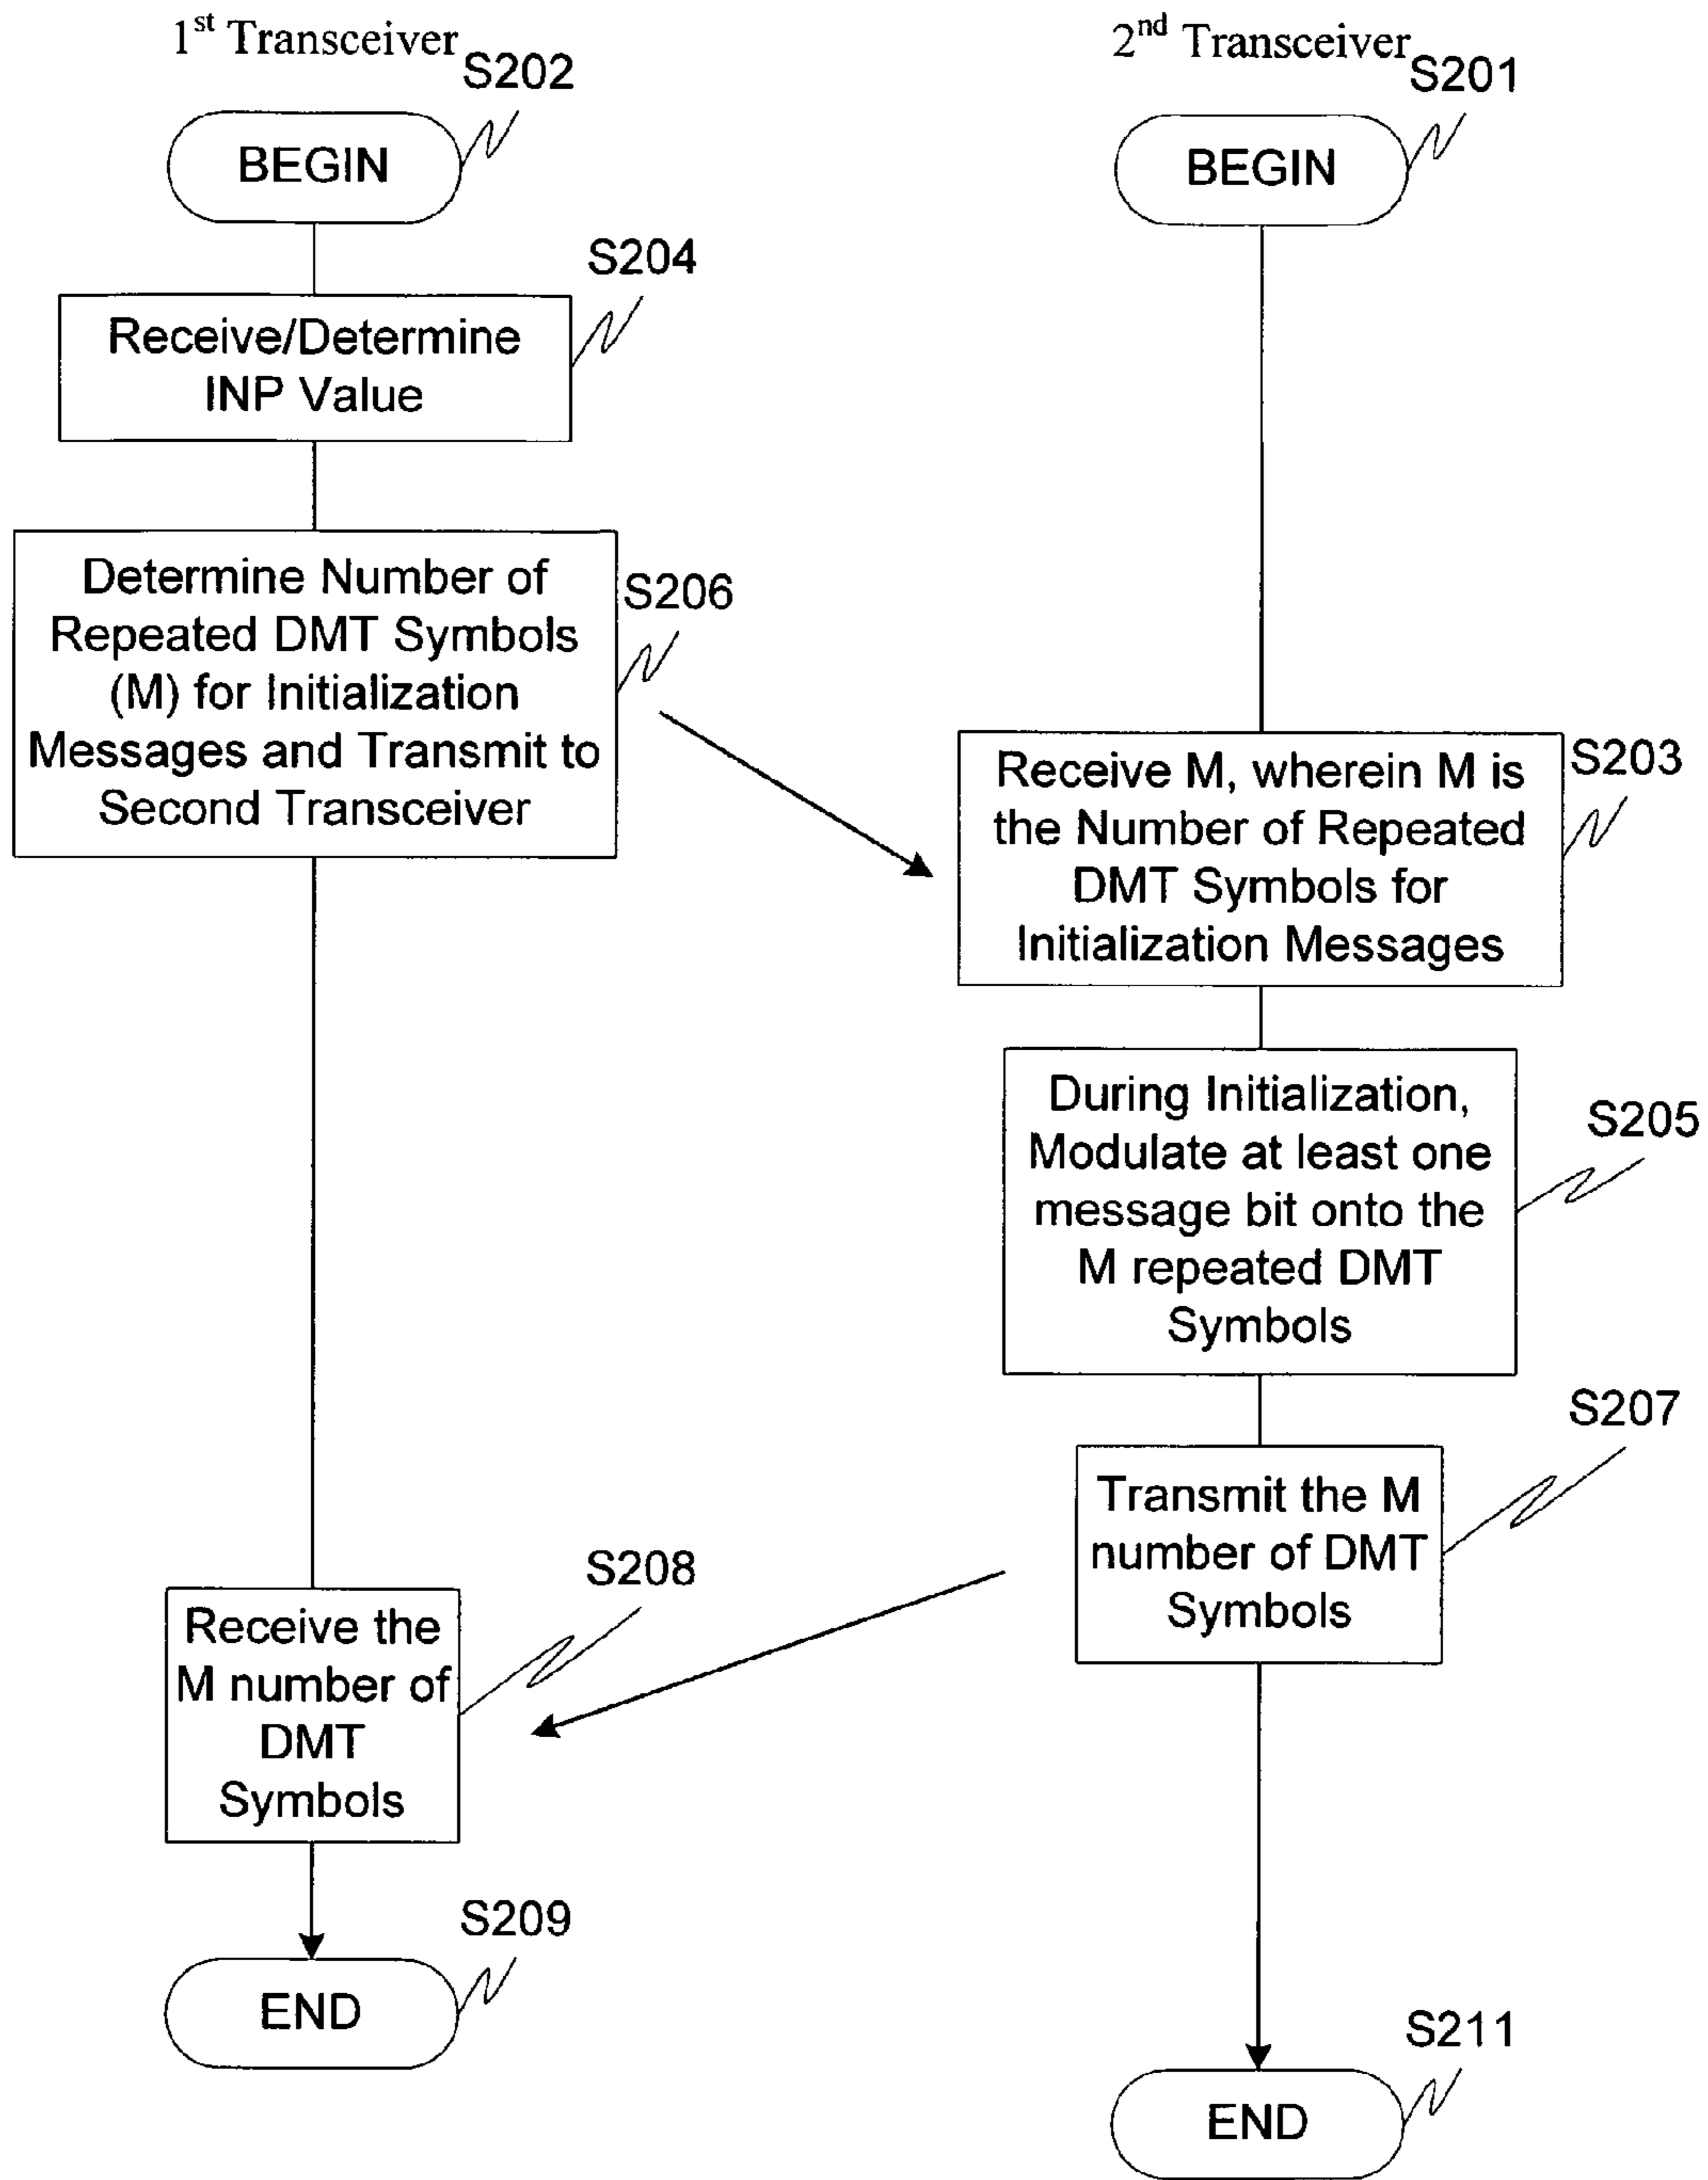 1st Transceiver
S202
BEGIN
S204
Receive/Determine
INP Value
S206
Determine Number of
Repeated DMT Symbols
(M) for Initialization
Messages and Transmit to
Second Transceiver
S208
Receive the
M number of
DMT
Symbols
S209
END
2nd Transceiver
S201
BEGIN
S203
Receive M, wherein M is
the Number of Repeated
DMT Symbols for
Initialization Messages
S205
During Initialization,
Modulate at least one
message bit onto the
M repeated DMT
Symbols
S207
Transmit the M
number of DMT
Symbols
S211
END